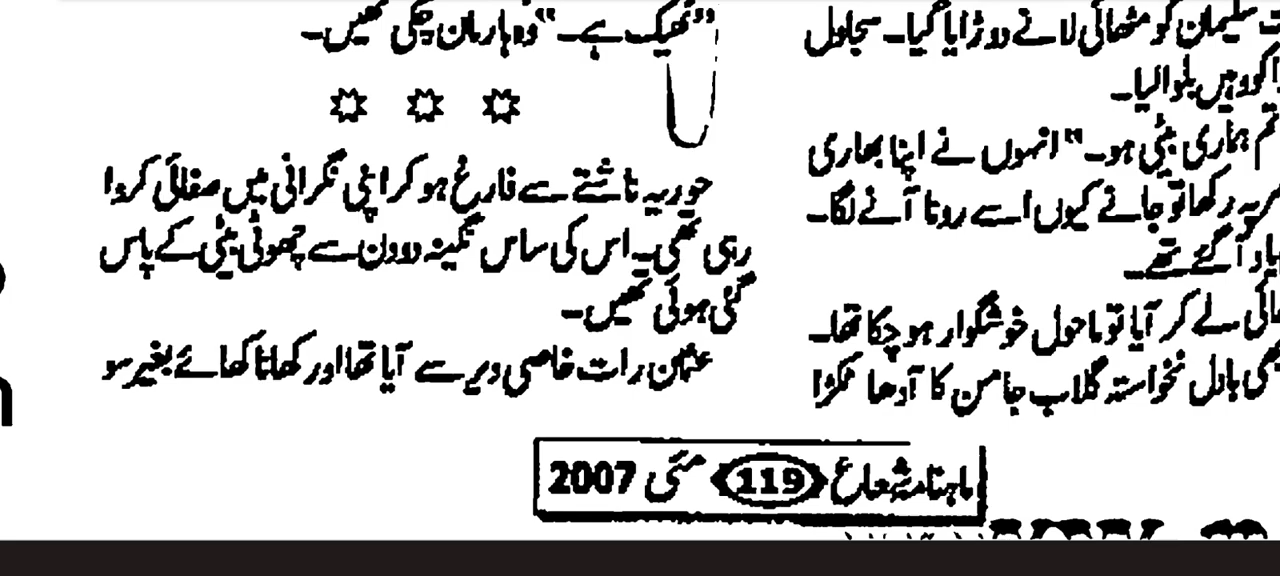 سلیمان کو مٹھائی لانے دوڑایا گیا۔ سجاول
کو وہیں بلوا لیا۔
تم ہماری بیٹی ہو۔" انہوں نے اپنا بھاری
پہ رکھا تو جانے کیوں اسے رونا آنے لگا۔
یاد آ گئے تھے۔
لے کر آیا تو ماحول خوشگوار ہو چکا تھا۔
بادل نخواستہ گلاب جامن کا آدھا ٹکڑا
"ٹھیک ہے۔" وہ ہار مان چکی تھیں۔
حوریہ ناشتے سے فارغ ہو کر اپنی نگرانی میں صفائی کروا
رہی تھی۔ اس کی ساس نگینہ دو دن سے چھوٹی بیٹی کے پاس
گئی ہوئی تھیں۔
عثمان رات خاصی دیر سے آیا تھا اور کھانا کھائے بغیر سو
ماہنامہ شعاع 119 مئی 2007